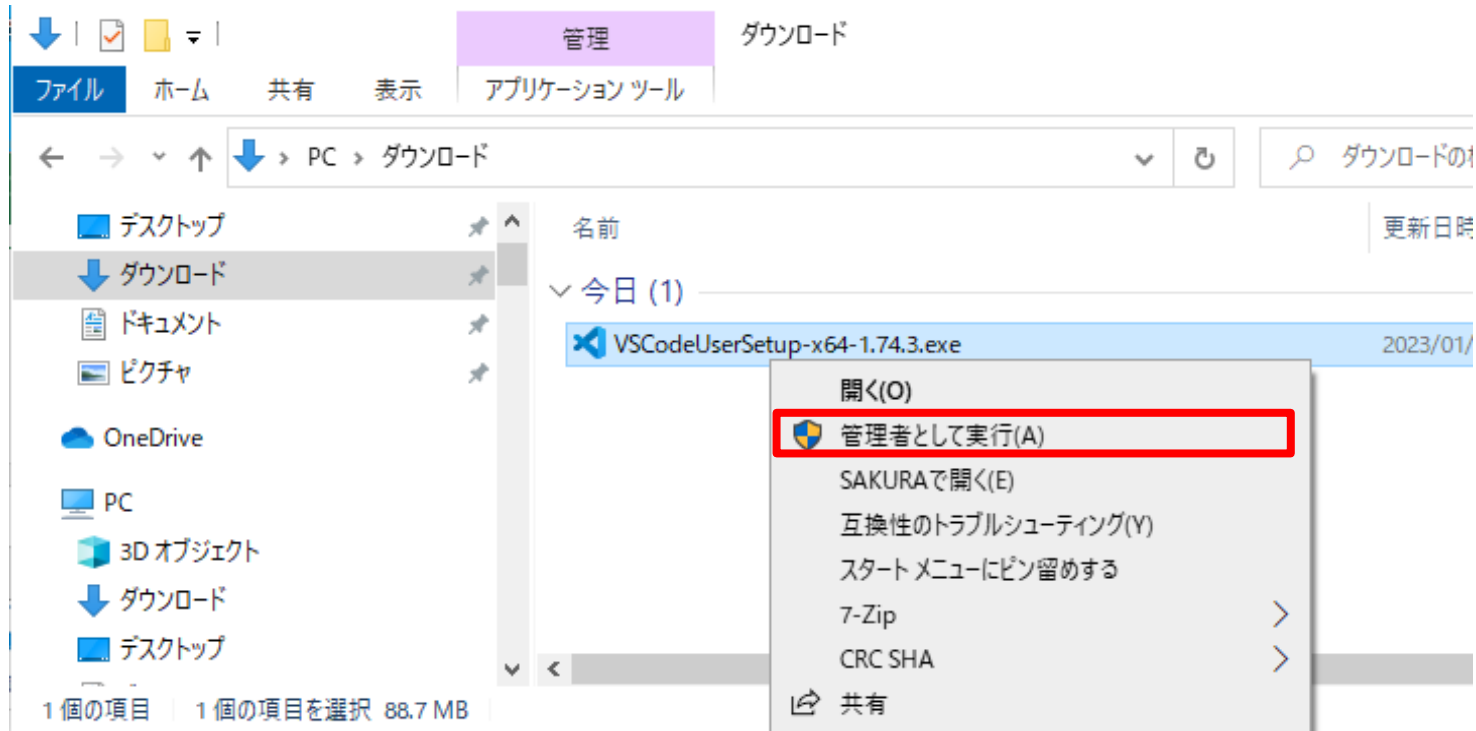 管理 ダウンロード
ファイル ホーム 共有 表示 アプリケーション ツール
PC ダウンロード ダウンロードの
デスクトップ
ダウンロード
ドキュメント
ピクチャ
OneDrive
PC
3D オブジェクト
ダウンロード
デスクトップ
1 個の項目 1 個の項目を選択 88.7 MB
名前 更新日時
今日 (1)
VSCodeUserSetup-x64-1.74.3.exe 2023/01/
開く(O)
管理者として実行(A)
SAKURAで開く(E)
互換性のトラブルシューティング(Y)
スタート メニューにピン留めする
7-Zip
CRC SHA
共有